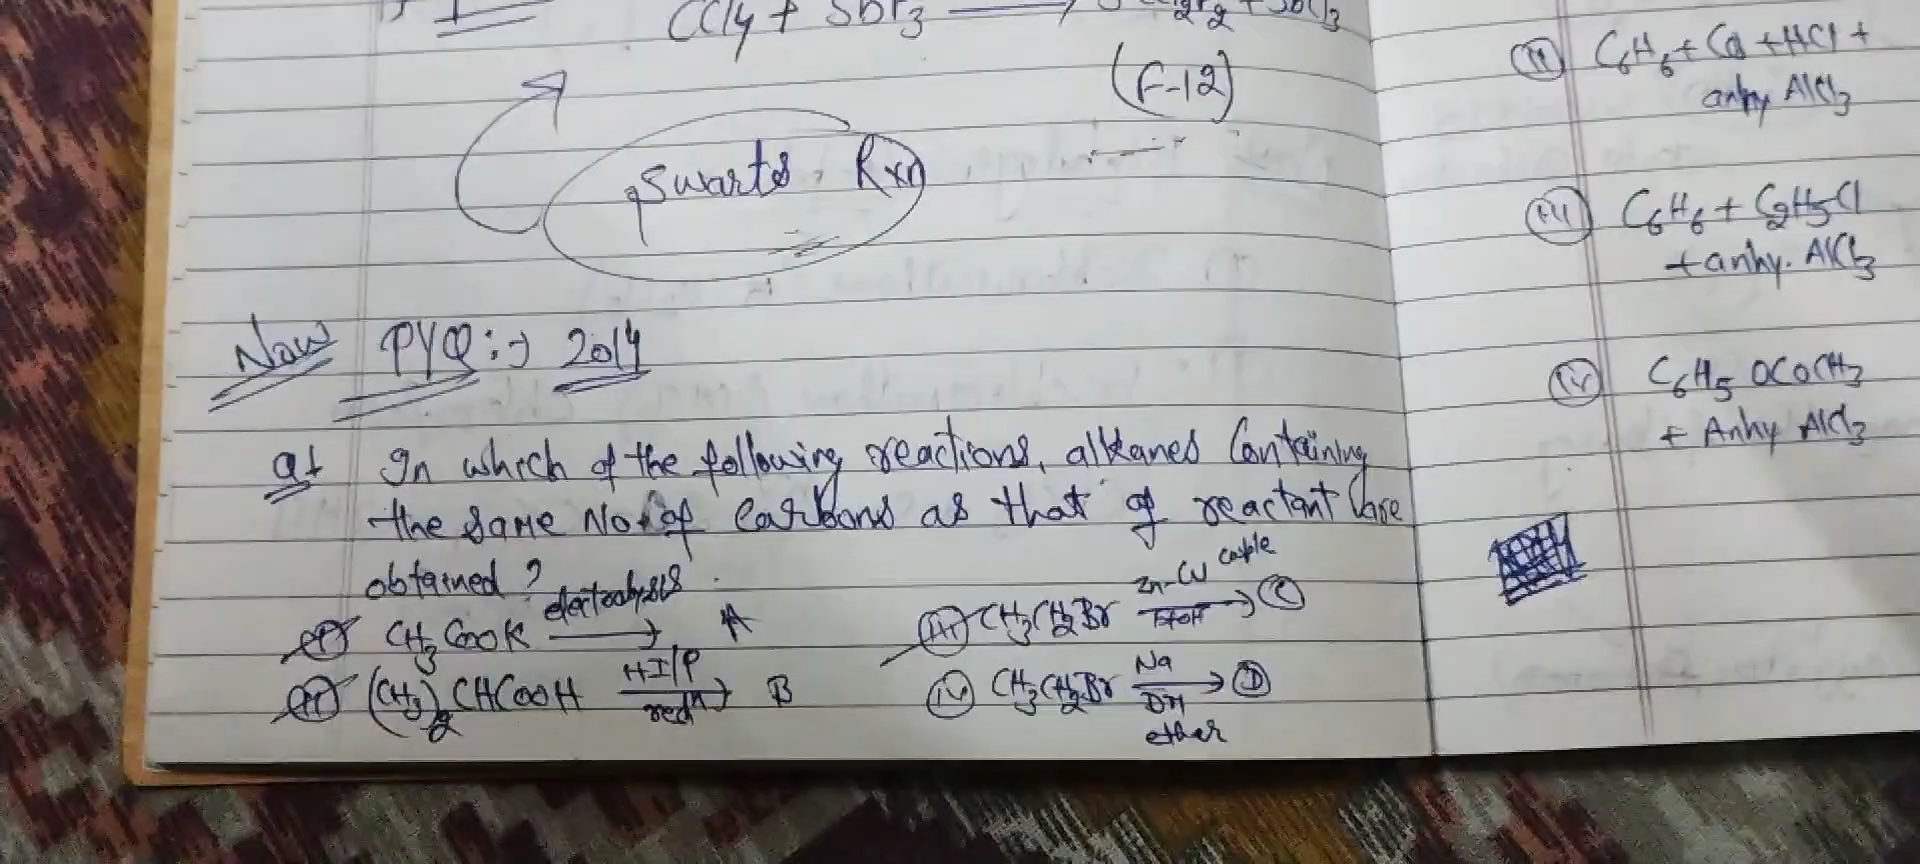 CCl4 + SbF3 ⟶ 3CCl2F2 + SbCl3
(F-12)
Swarts Rxn
Now PYQ :→ 2014
Q1 In which of the following reactions, alkanes Containing
the same No. of Carbons as that of reactant are
obtained ?
(i) CH3COOK electrolysis ⟶ A
(ii) (CH3)2CHCOOH HI/P redn ⟶ B
(iii) CH3CH2Br Zn-Cu couple EtOH ⟶ (C)
(iv) CH3CH2Br Na Dry ether ⟶ (D)
(ii) C6H6 + CO + HCl +
anhy AlCl3
(iii) C6H6 + C2H5Cl
+ anhy. AlCl3
(iv) C6H5 OCOCH3
+ Anhy AlCl3